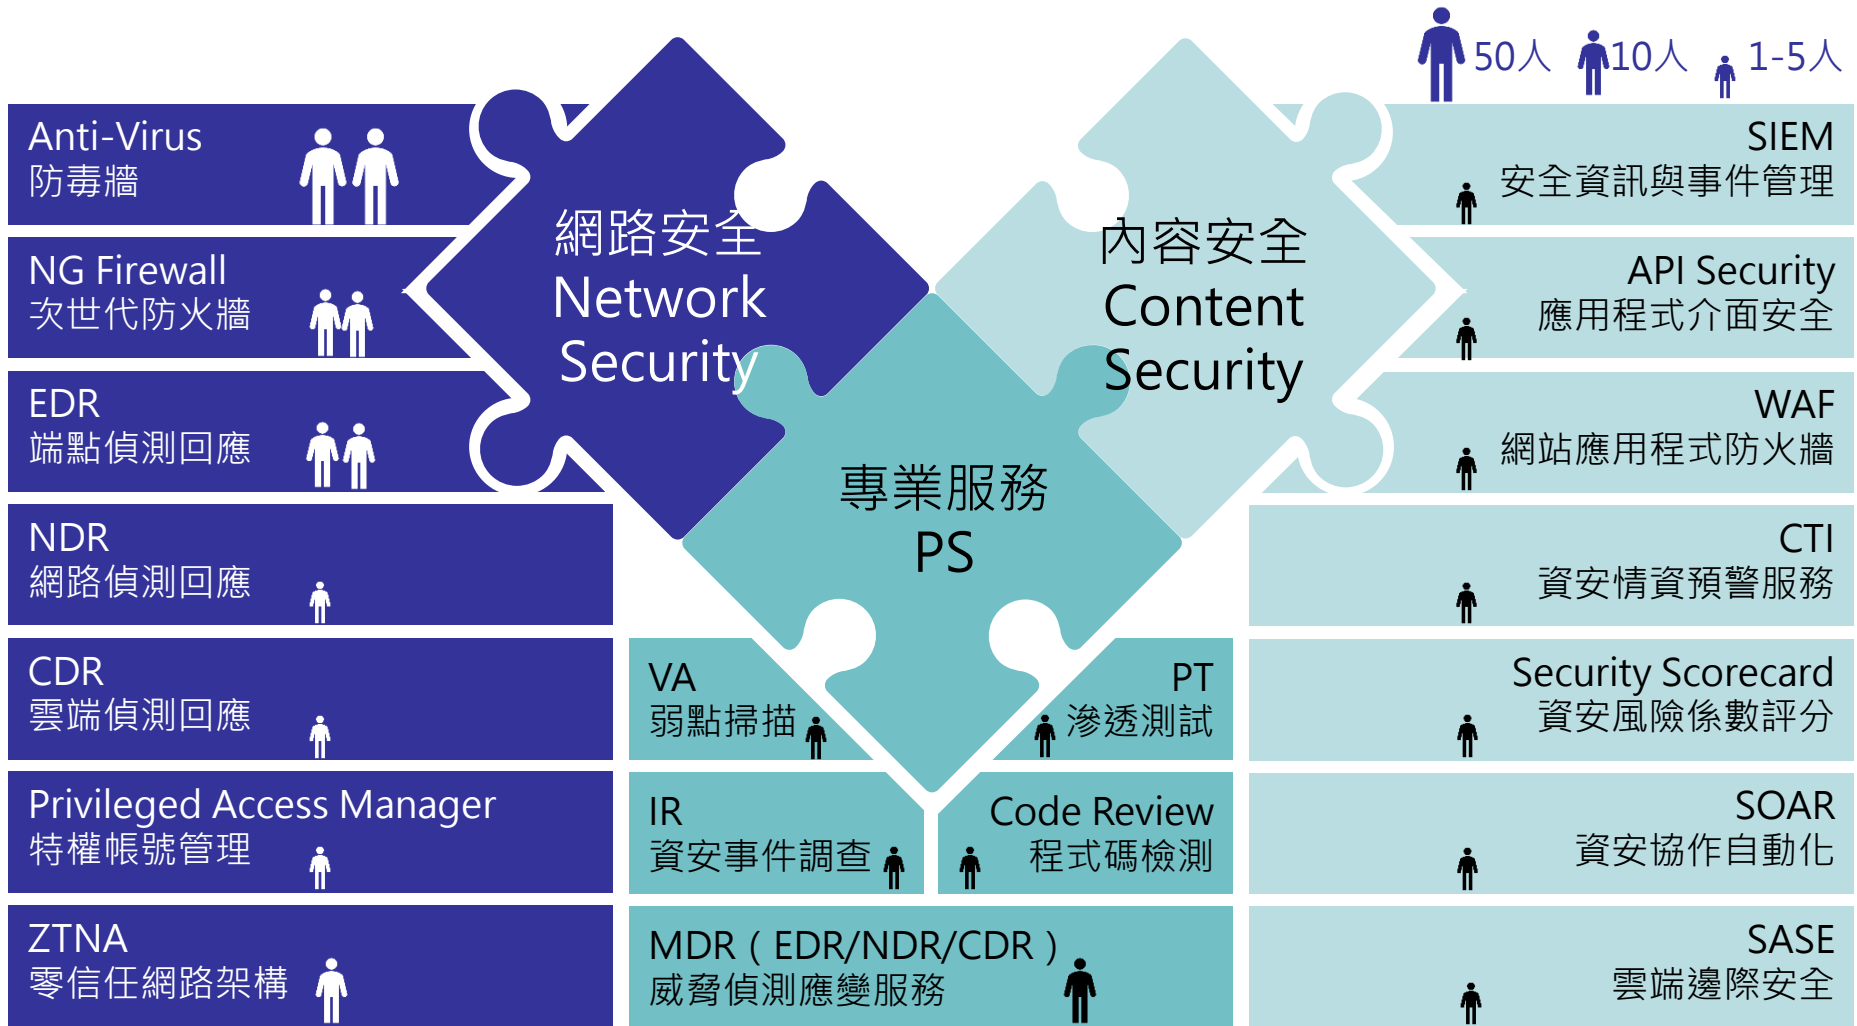 50人 10人 1-5人
Anti-Virus
防毒牆
NG Firewall
次世代防火牆
EDR
端點偵測回應
NDR
網路偵測回應
CDR
雲端偵測回應
Privileged Access Manager
特權帳號管理
ZTNA
零信任網路架構
網路安全
Network
Security
內容安全
Content
Security
專業服務
PS
VA
弱點掃描
PT
滲透測試
IR
資安事件調查
Code Review
程式碼檢測
MDR ( EDR/NDR/CDR )
威脅偵測應變服務
SIEM
安全資訊與事件管理
API Security
應用程式介面安全
WAF
網站應用程式防火牆
CTI
資安情資預警服務
Security Scorecard
資安風險係數評分
SOAR
資安協作自動化
SASE
雲端邊際安全